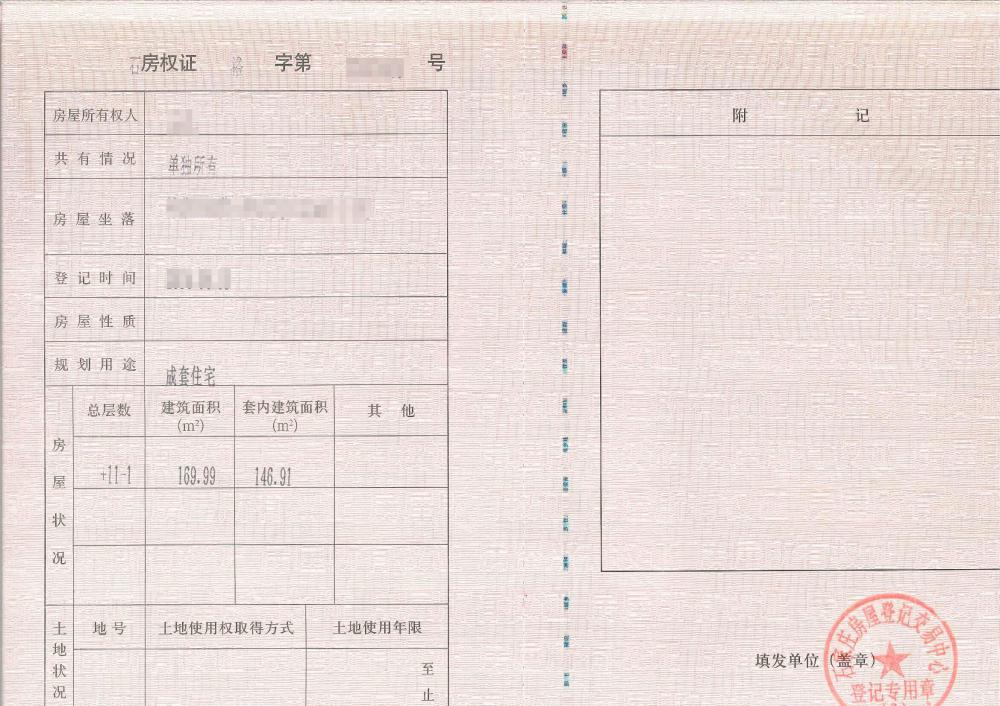 石房权证 裕 字第 号
房屋所有权人
共有情况 单独所有
房屋坐落
登记时间
房屋性质
规划用途 成套住宅
房屋状况
总层数 建筑面积(m²) 套内建筑面积(m²) 其他
+11-1 169.99 146.91
土地状况
地号 土地使用权取得方式 土地使用年限
至
止
附记
填发单位（盖章）
石家庄房屋登记交易中心
登记专用章